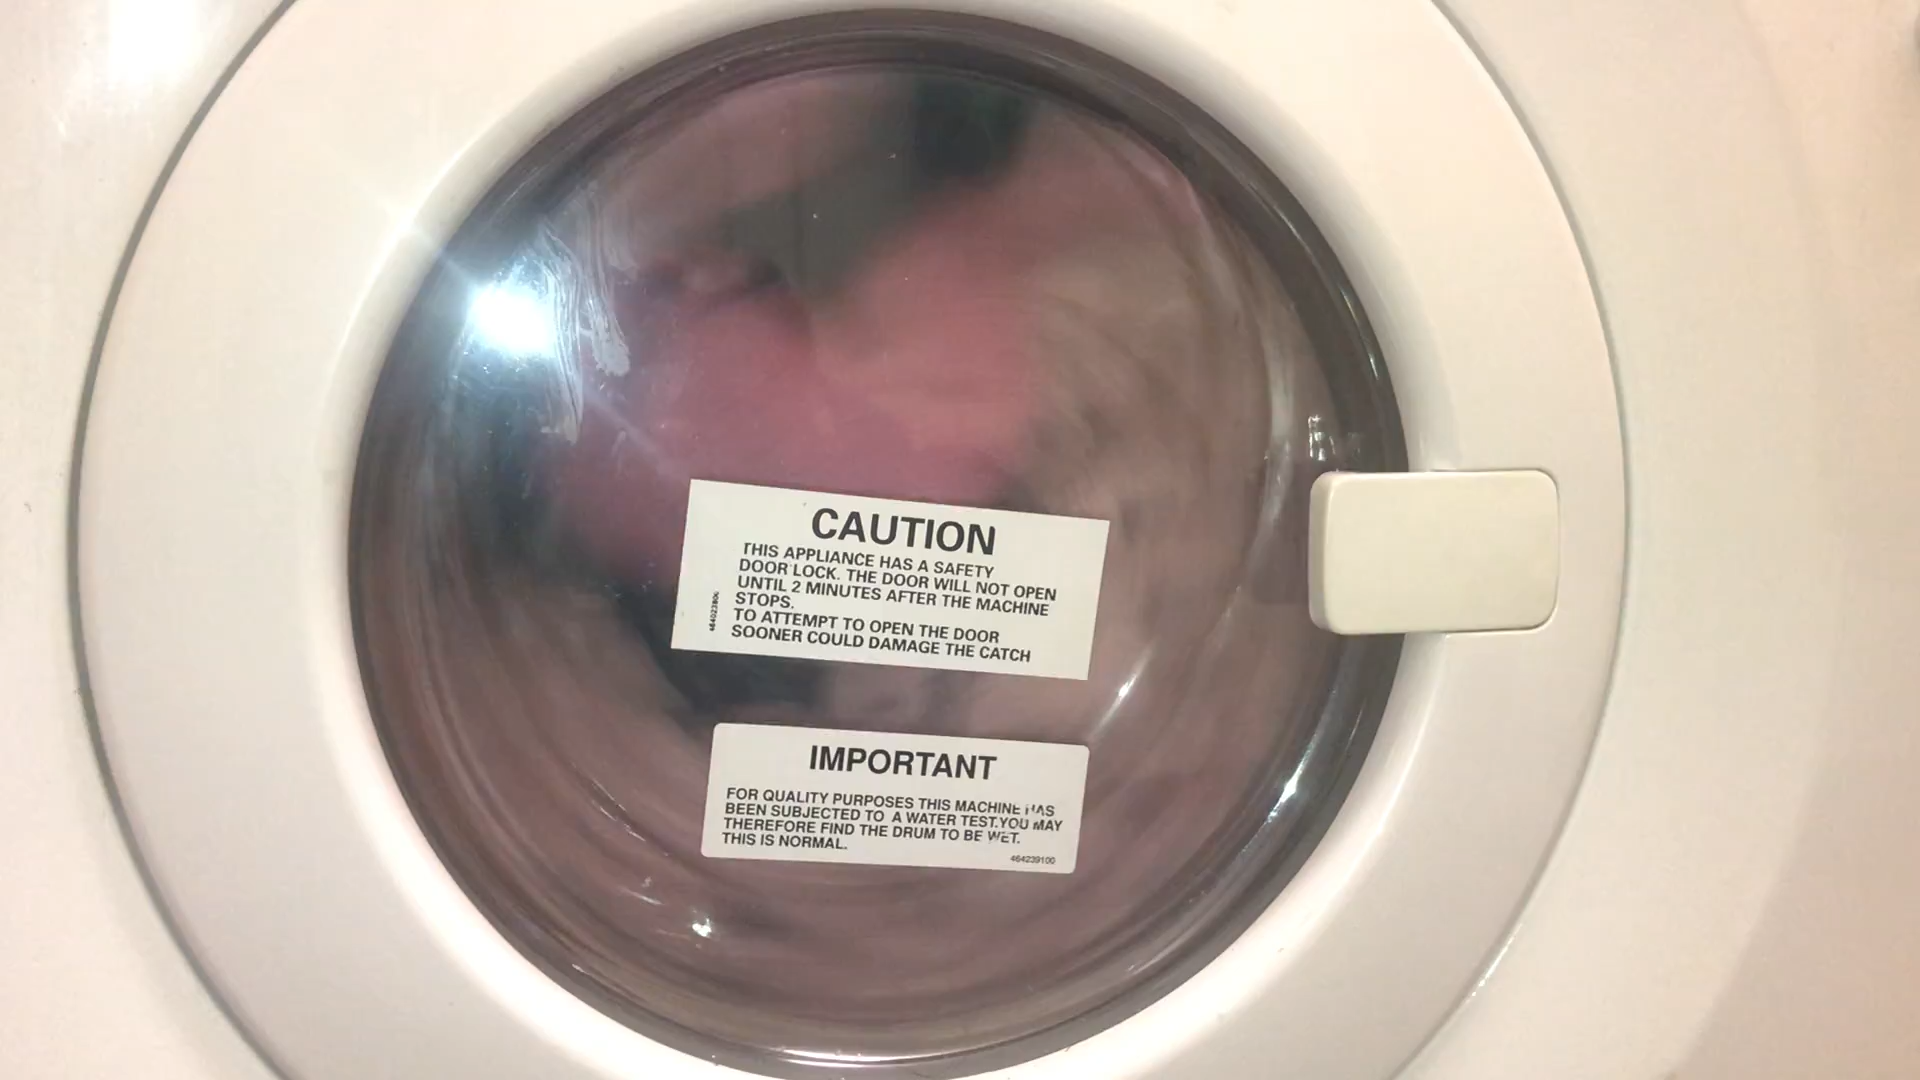 CAUTION
THIS APPLIANCE HAS A SAFETY
DOOR LOCK. THE DOOR WILL NOT OPEN
UNTIL 2 MINUTES AFTER THE MACHINE
STOPS.
TO ATTEMPT TO OPEN THE DOOR
SOONER COULD DAMAGE THE CATCH
IMPORTANT
FOR QUALITY PURPOSES THIS MACHINE HAS
BEEN SUBJECTED TO A WATER TEST.YOU MAY
THEREFORE FIND THE DRUM TO BE WET.
THIS IS NORMAL.
464239100